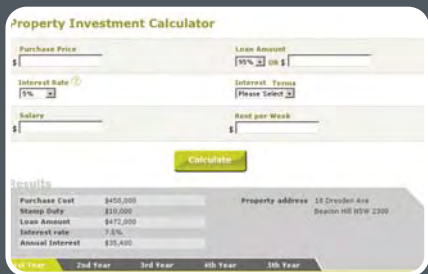 Property Investment Calculator
Purchase Price
$
Loan Amount
95% OR $
Interest Rate ?
5%
Interest Terms
Please Select
Salary
$
Rent per Week
$
Calculate
Results
Purchase Cost $450,000
Stamp Duty $10,000
Loan Amount $472,000
Interest rate 7.5%
Annual Interest $35,400
Property address 18 Dresden Ave
Beacon Hill NSW 2300
1st Year 2nd Year 3rd Year 4th Year 5th Year